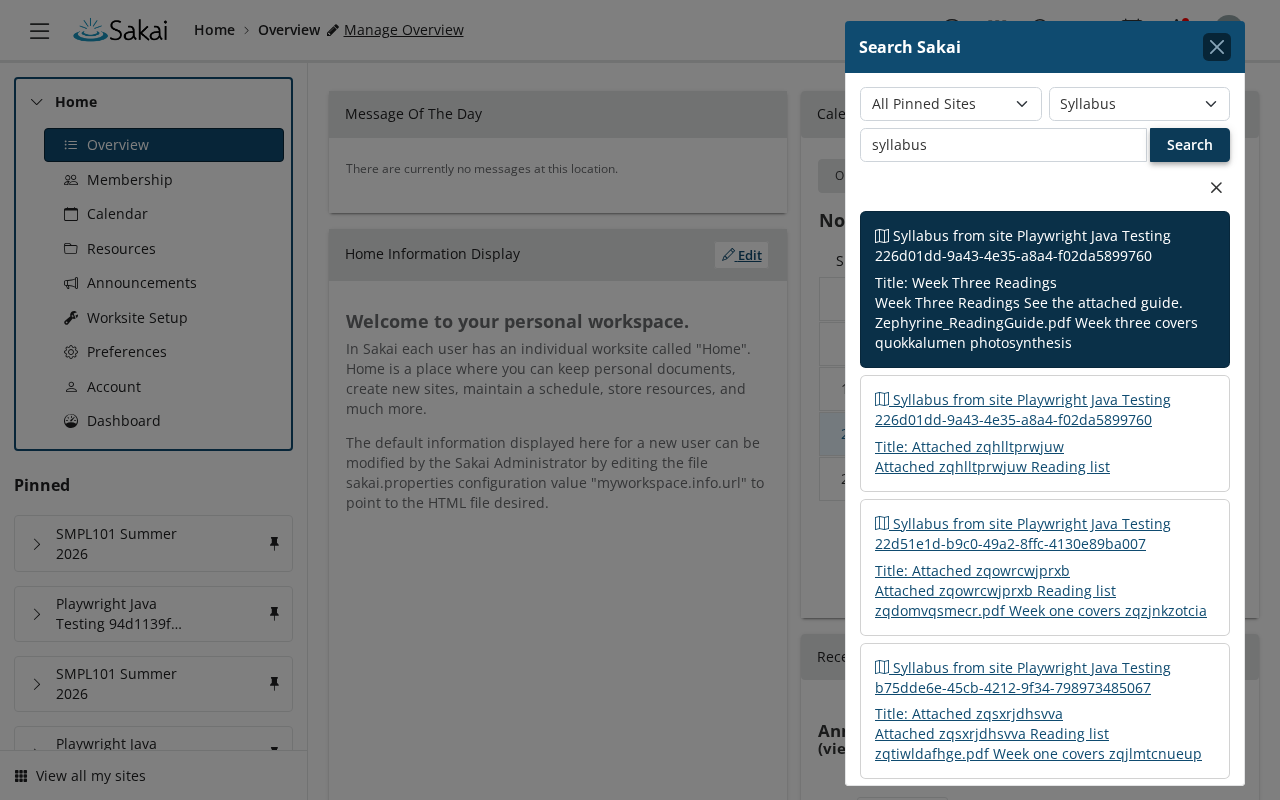 Sakai
Home
Overview
Manage Overview
Home
Overview
Membership
Calendar
Resources
Announcements
Worksite Setup
Preferences
Account
Dashboard
Pinned
SMPL101 Summer
2026
Playwright Java
Testing 94d1139f...
SMPL101 Summer
2026
Playwright Java
View all my sites
Message Of The Day
There are currently no messages at this location.
Home Information Display
Edit
Welcome to your personal workspace.
In Sakai each user has an individual worksite called "Home".
Home is a place where you can keep personal documents,
create new sites, maintain a schedule, store resources, and
much more.
The default information displayed here for a new user can be
modified by the Sakai Administrator by editing the file
sakai.properties configuration value "myworkspace.info.url" to
point to the HTML file desired.
Search Sakai
All Pinned Sites
Syllabus
syllabus
Search
Syllabus from site Playwright Java Testing
226d01dd-9a43-4e35-a8a4-f02da5899760
Title: Week Three Readings
Week Three Readings See the attached guide.
Zephyrine_ReadingGuide.pdf Week three covers
quokkalumen photosynthesis
Syllabus from site Playwright Java Testing
226d01dd-9a43-4e35-a8a4-f02da5899760
Title: Attached zqhlltprwjuw
Attached zqhlltprwjuw Reading list
Syllabus from site Playwright Java Testing
22d51e1d-b9c0-49a2-8ffc-4130e89ba007
Title: Attached zqowrcwjprxb
Attached zqowrcwjprxb Reading list
zqdomvqsmecr.pdf Week one covers zqzjnkzotcia
Syllabus from site Playwright Java Testing
b75dde6e-45cb-4212-9f34-798973485067
Title: Attached zqsxrjdhsvva
Attached zqsxrjdhsvva Reading list
zqtiwldafhge.pdf Week one covers zqjlmtcnueup